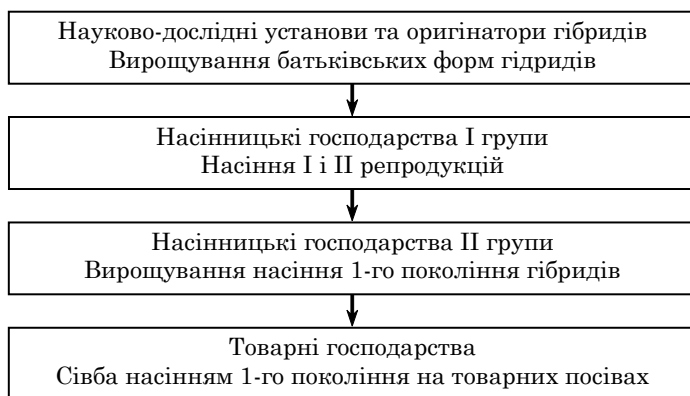 Науково-дослідні установи та оригінатори гібридів
Вирощування батьківських форм гідридів
Насінницькі господарства І групи
Насіння І і ІІ репродукцій
Насінницькі господарства ІІ групи
Вирощування насіння 1-го покоління гібридів
Товарні господарства
Сівба насінням 1-го покоління на товарних посівах